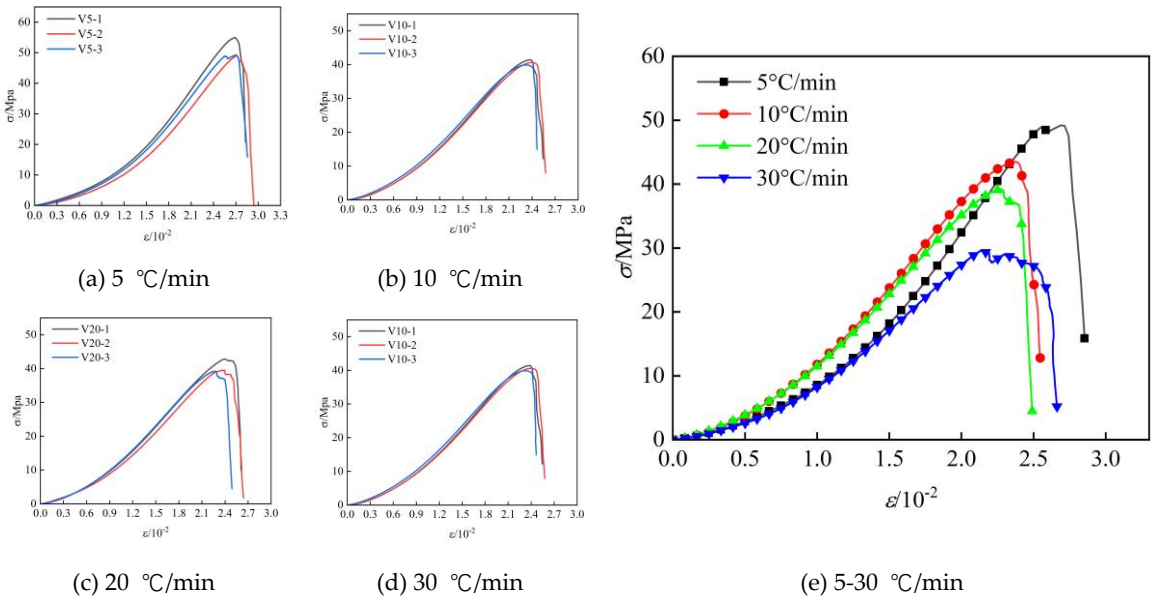 V5-1
V5-2
V5-3
σ/Mpa
60
50
40
30
20
10
0
0.0 0.3 0.6 0.9 1.2 1.5 1.8 2.1 2.4 2.7 3.0 3.3
ε/10⁻²
(a) 5 ℃/min
V10-1
V10-2
V10-3
σ/Mpa
50
40
30
20
10
0
0.0 0.3 0.6 0.9 1.2 1.5 1.8 2.1 2.4 2.7 3.0
ε/10⁻²
(b) 10 ℃/min
V20-1
V20-2
V20-3
σ/Mpa
50
40
30
20
10
0
0.0 0.3 0.6 0.9 1.2 1.5 1.8 2.1 2.4 2.7 3.0
ε/10⁻²
(c) 20 ℃/min
V10-1
V10-2
V10-3
σ/Mpa
50
40
30
20
10
0
0.0 0.3 0.6 0.9 1.2 1.5 1.8 2.1 2.4 2.7 3.0
ε/10⁻²
(d) 30 ℃/min
5°C/min
10°C/min
20°C/min
30°C/min
σ/MPa
60
50
40
30
20
10
0
0.0 0.5 1.0 1.5 2.0 2.5 3.0
ε/10⁻²
(e) 5-30 ℃/min